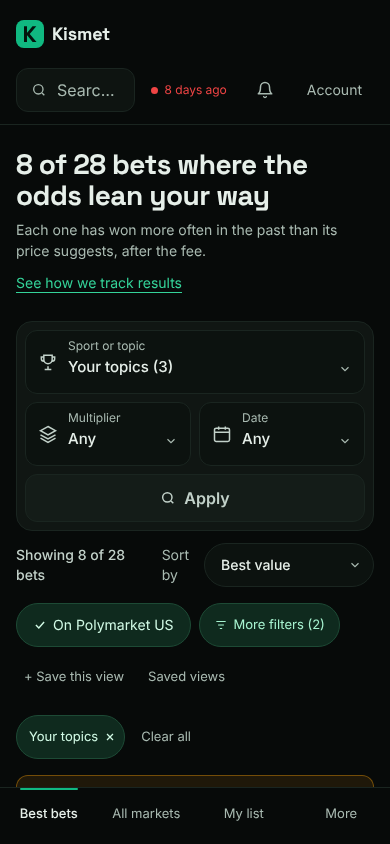 Kismet
Searc...
8 days ago
Account
8 of 28 bets where the
odds lean your way
Each one has won more often in the past than its
price suggests, after the fee.
See how we track results
Sport or topic
Your topics (3)
Multiplier
Any
Date
Any
Apply
Showing 8 of 28
bets
Sort
by
Best value
On Polymarket US
More filters (2)
+ Save this view
Saved views
Your topics ×
Clear all
Best bets
All markets
My list
More